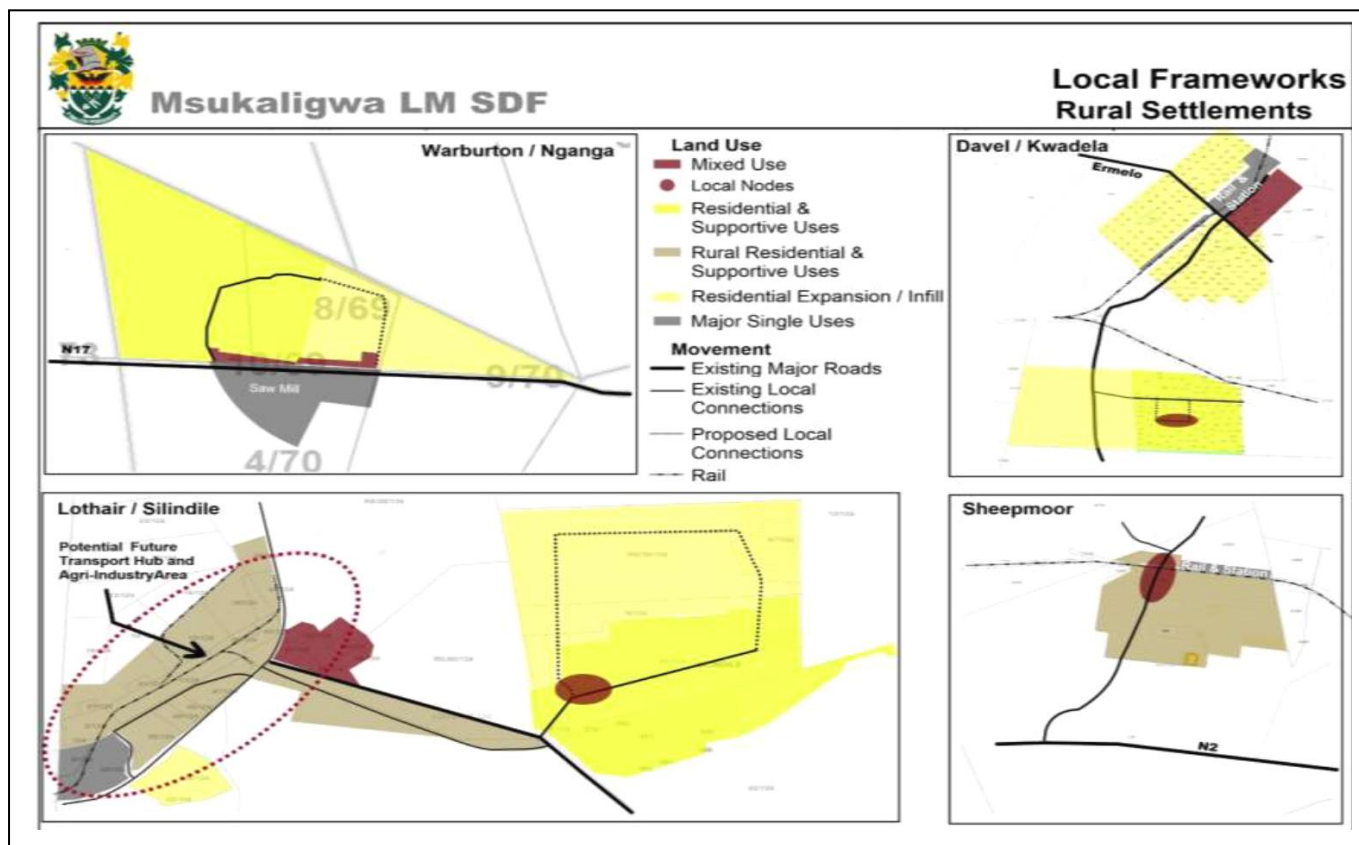 Msukaligwa LM SDF
Local Frameworks
Rural Settlements
Warburton / Nganga
8/69
N17
9/70
Saw Mill
4/70
Land Use
Mixed Use
Local Nodes
Residential &
Supportive Uses
Rural Residential &
Supportive Uses
Residential Expansion / Infill
Major Single Uses
Movement
Existing Major Roads
Existing Local
Connections
Proposed Local
Connections
Rail
Davel / Kwadela
Ermelo
Rail &
Station
Lothair / Silindile
Potential Future
Transport Hub and
Agri-IndustryArea
Sheepmoor
Rail & Station
N2